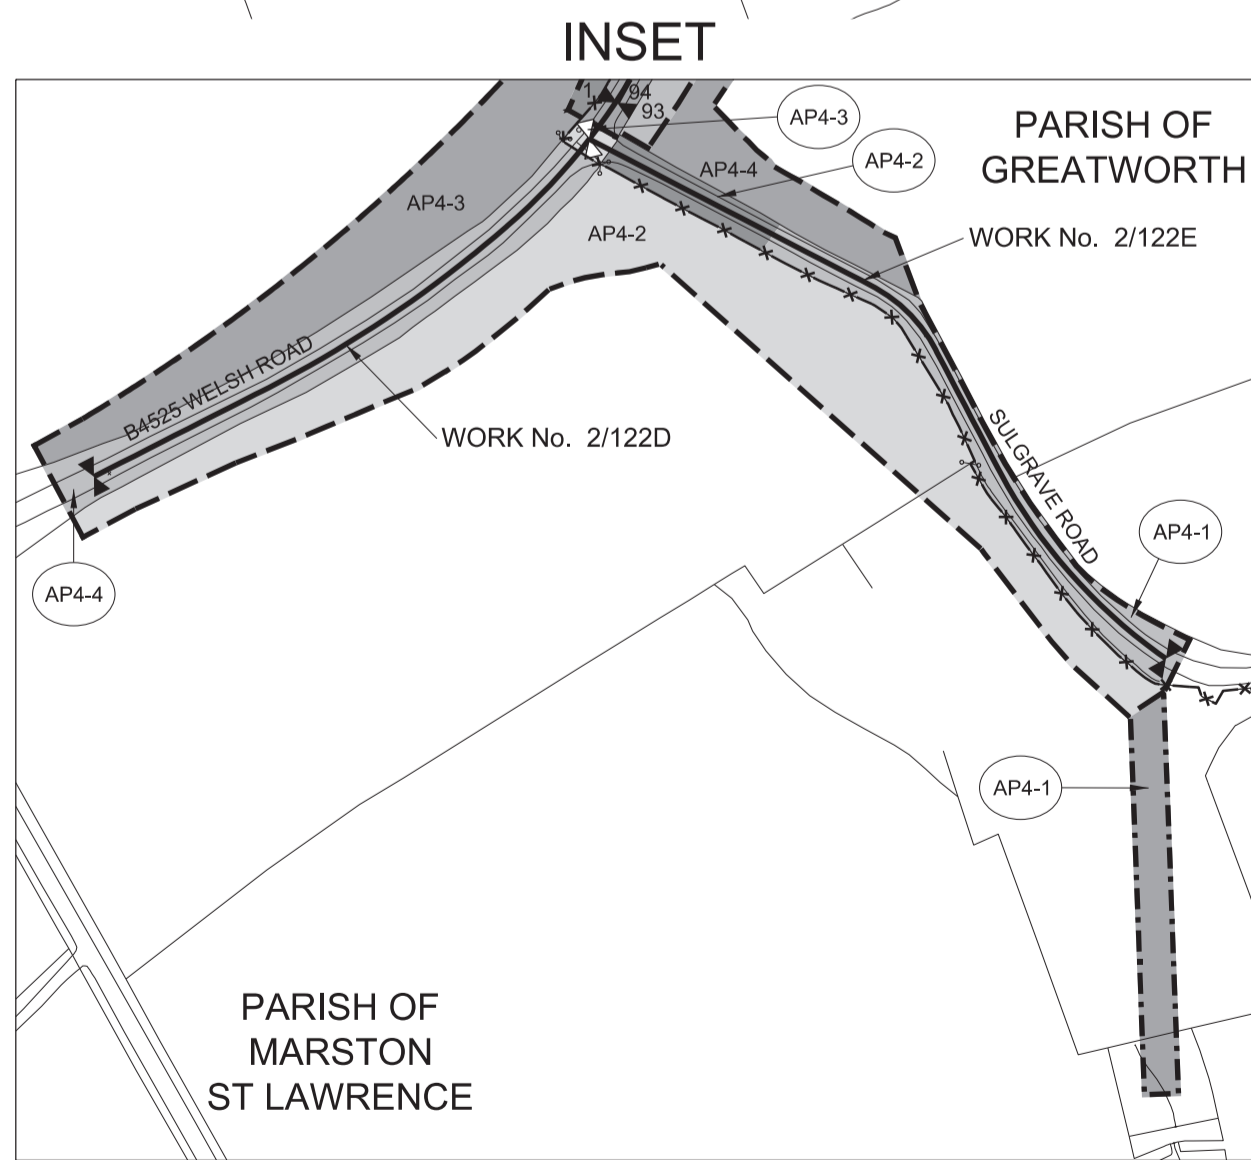 INSET
1
94
93
AP4-3
PARISH OF
GREATWORTH
AP4-2
AP4-4
AP4-3
AP4-2
WORK No. 2/122E
B4525 WELSH ROAD
WORK No. 2/122D
SULGRAVE ROAD
AP4-1
AP4-4
AP4-1
PARISH OF
MARSTON
ST LAWRENCE